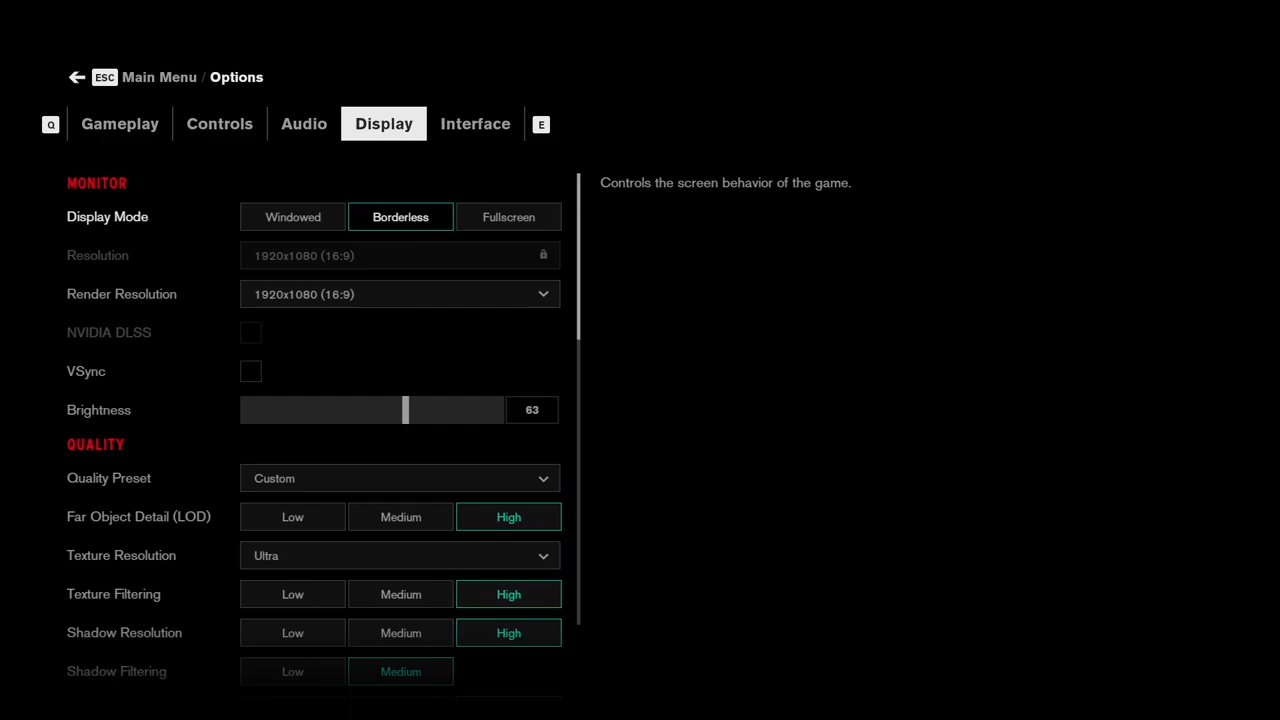 ESC Main Menu / Options
Q Gameplay Controls Audio Display Interface E
MONITOR
Controls the screen behavior of the game.
Display Mode Windowed Borderless Fullscreen
Resolution 1920x1080 (16:9)
Render Resolution 1920x1080 (16:9)
NVIDIA DLSS
VSync
Brightness 63
QUALITY
Quality Preset Custom
Far Object Detail (LOD) Low Medium High
Texture Resolution Ultra
Texture Filtering Low Medium High
Shadow Resolution Low Medium High
Shadow Filtering Low Medium